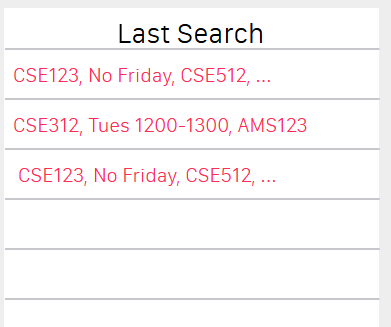 Last Search
CSE123, No Friday, CSE512, ...
CSE312, Tues 1200-1300, AMS123
CSE123, No Friday, CSE512, ...